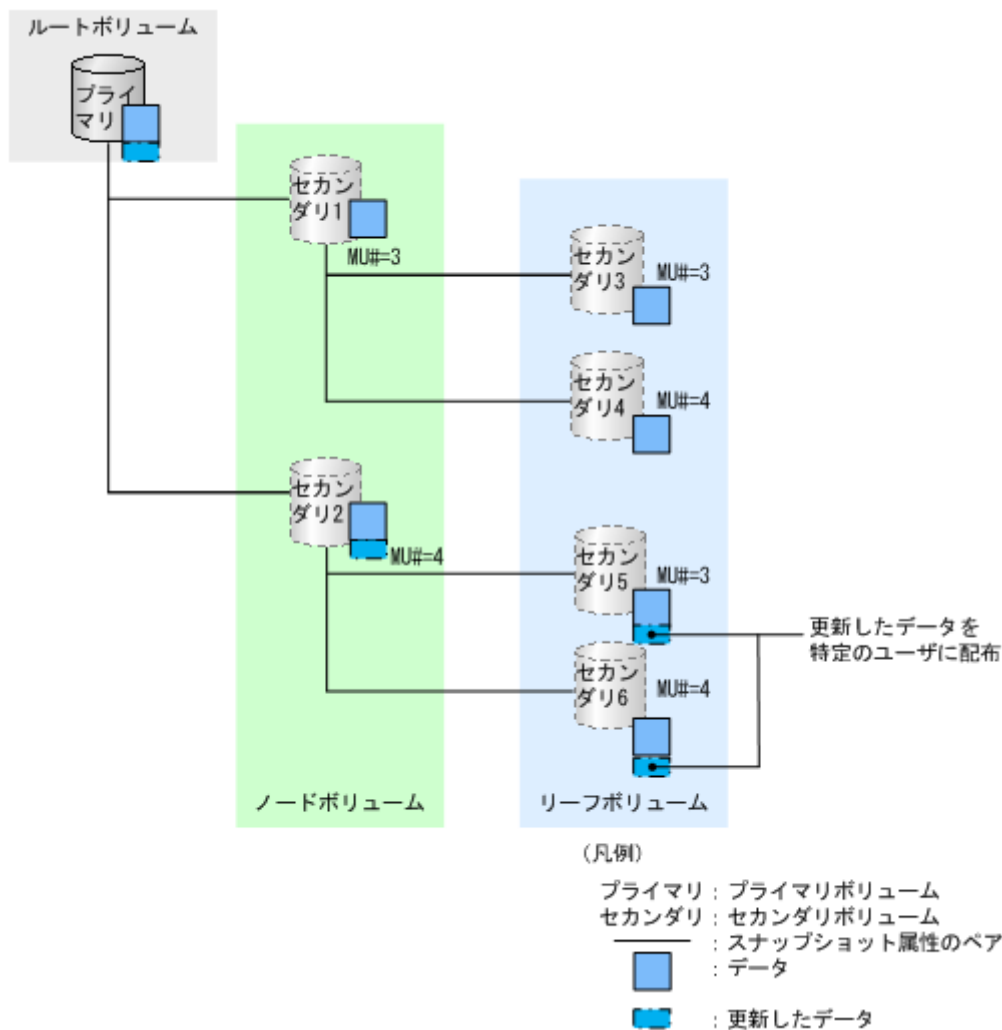 ルートボリューム
プライ
マリ
セカン
ダリ1
MU#=3
セカン
ダリ3
MU#=3
セカン
ダリ4
MU#=4
セカン
ダリ2
MU#=4
セカン
ダリ5
MU#=3
更新したデータを
特定のユーザに配布
セカン
ダリ6
MU#=4
ノードボリューム
リーフボリューム
(凡例)
プライマリ : プライマリボリューム
セカンダリ : セカンダリボリューム
: スナップショット属性のペア
: データ
: 更新したデータ